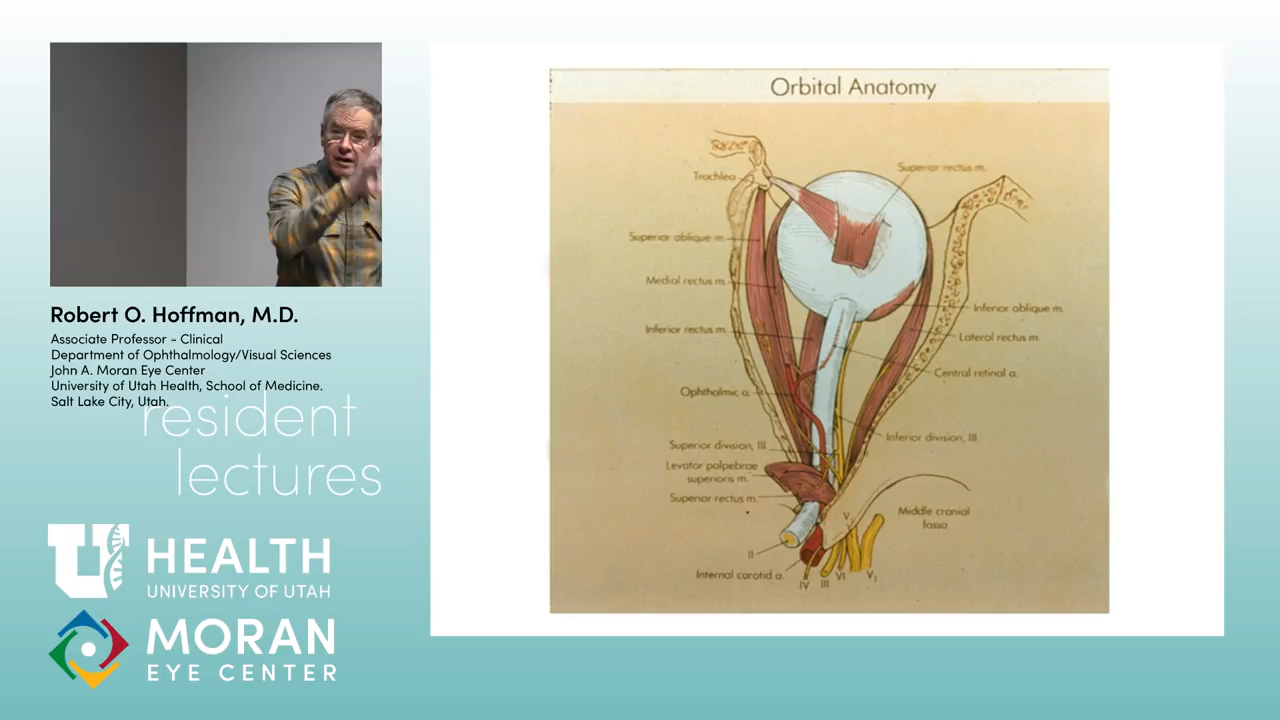 Robert O. Hoffman, M.D.
Associate Professor - Clinical
Department of Ophthalmology/Visual Sciences
John A. Moran Eye Center
University of Utah Health, School of Medicine.
Salt Lake City, Utah.
resident
lectures
U HEALTH
UNIVERSITY OF UTAH
MORAN
EYE CENTER
Orbital Anatomy
Trochlea
Superior rectus m.
Superior oblique m.
Medial rectus m.
Inferior oblique m.
Inferior rectus m.
Lateral rectus m.
Central retinal a.
Ophthalmic a.
Inferior division, III
Superior division, III
Levator palpebrae
superioris m.
Superior rectus m.
Middle cranial
fossa
V
II
Internal carotid a.
IV III VI V₂